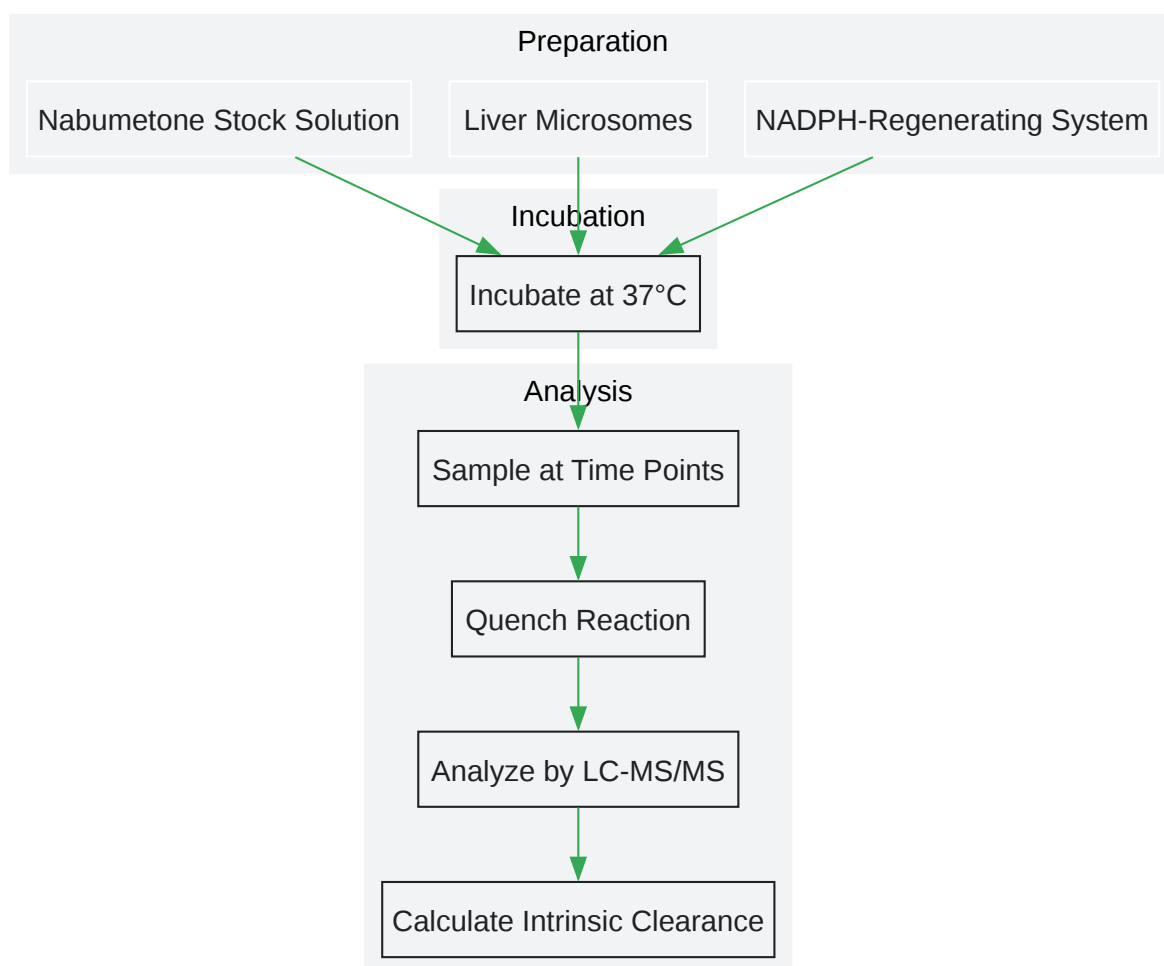 Preparation
Nabumetone Stock Solution
Liver Microsomes
NADPH-Regenerating System
Incubation
Incubate at 37°C
Analysis
Sample at Time Points
Quench Reaction
Analyze by LC-MS/MS
Calculate Intrinsic Clearance